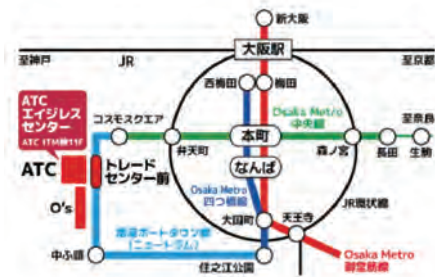 新大阪
大阪駅
至神戸
JR
至京都
西梅田
梅田
ATC
エイジレス
センター
ATC ITM棟11F
コスモスクエア
Osaka Metro
中央線
至奈良
本町
弁天町
森ノ宮
長田
生駒
ATC
トレード
センター前
なんば
O's
Osaka Metro
四つ橋線
JR環状線
大国町
天王寺
南港ポートタウン線
(ニュートラム)
中ふ頭
住之江公園
Osaka Metro
御堂筋線